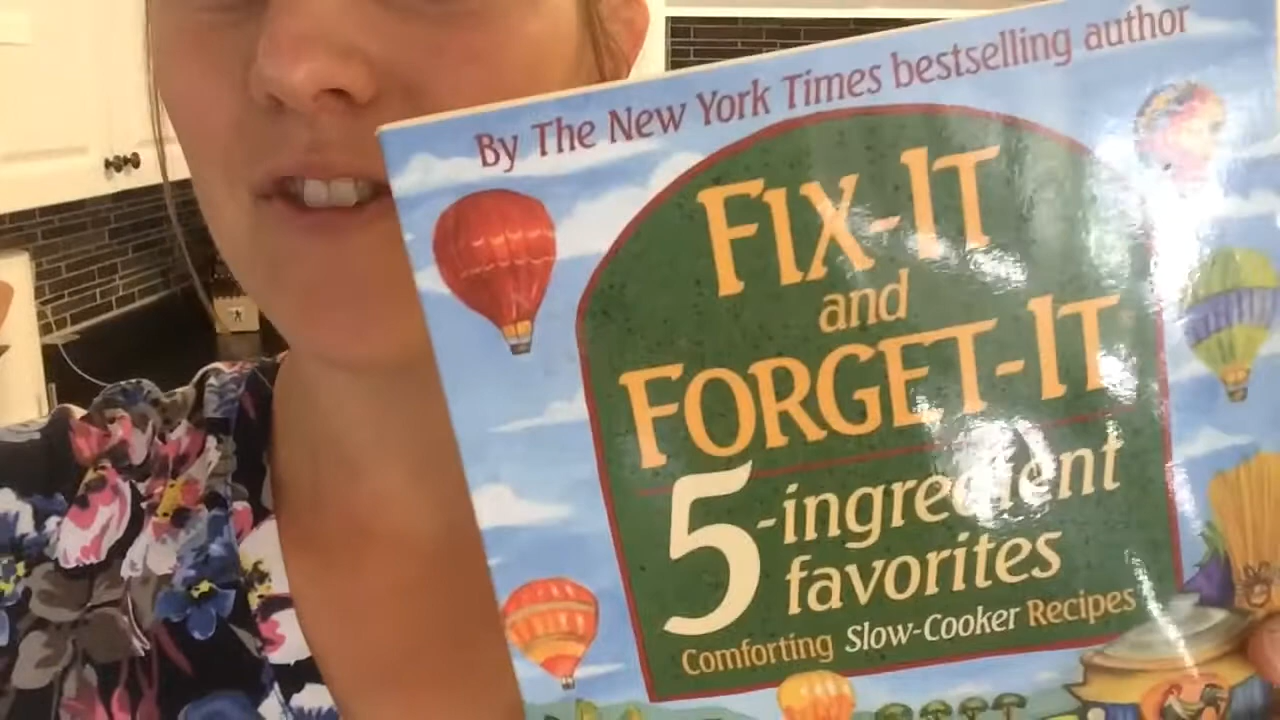 By The New York Times bestselling author
FIX-IT
and
FORGET-IT
5-ingredient
favorites
Comforting Slow-Cooker Recipes